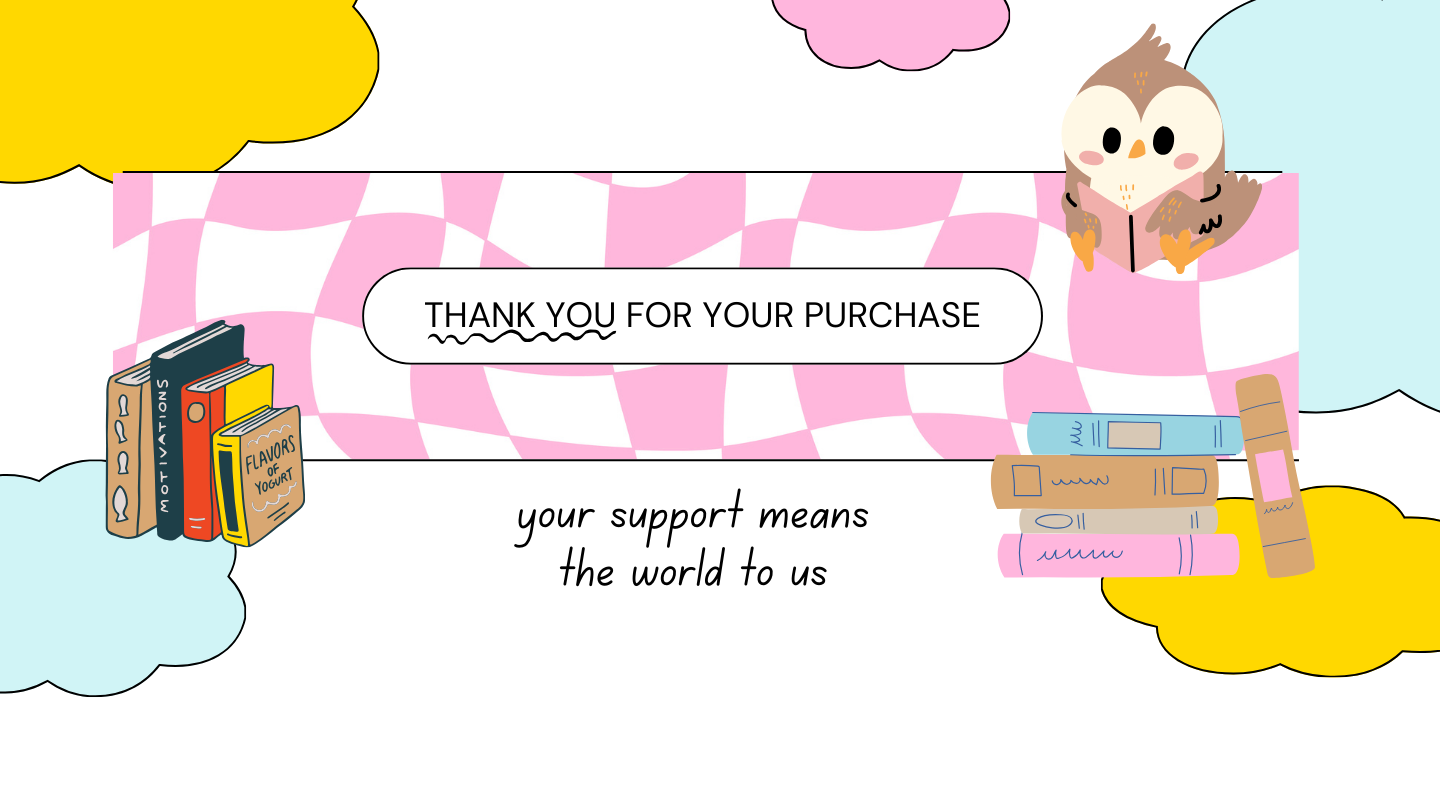 THANK YOU FOR YOUR PURCHASE
MOTIVATIONS
FLAVORS
OF
YOGURT
your support means
the world to us